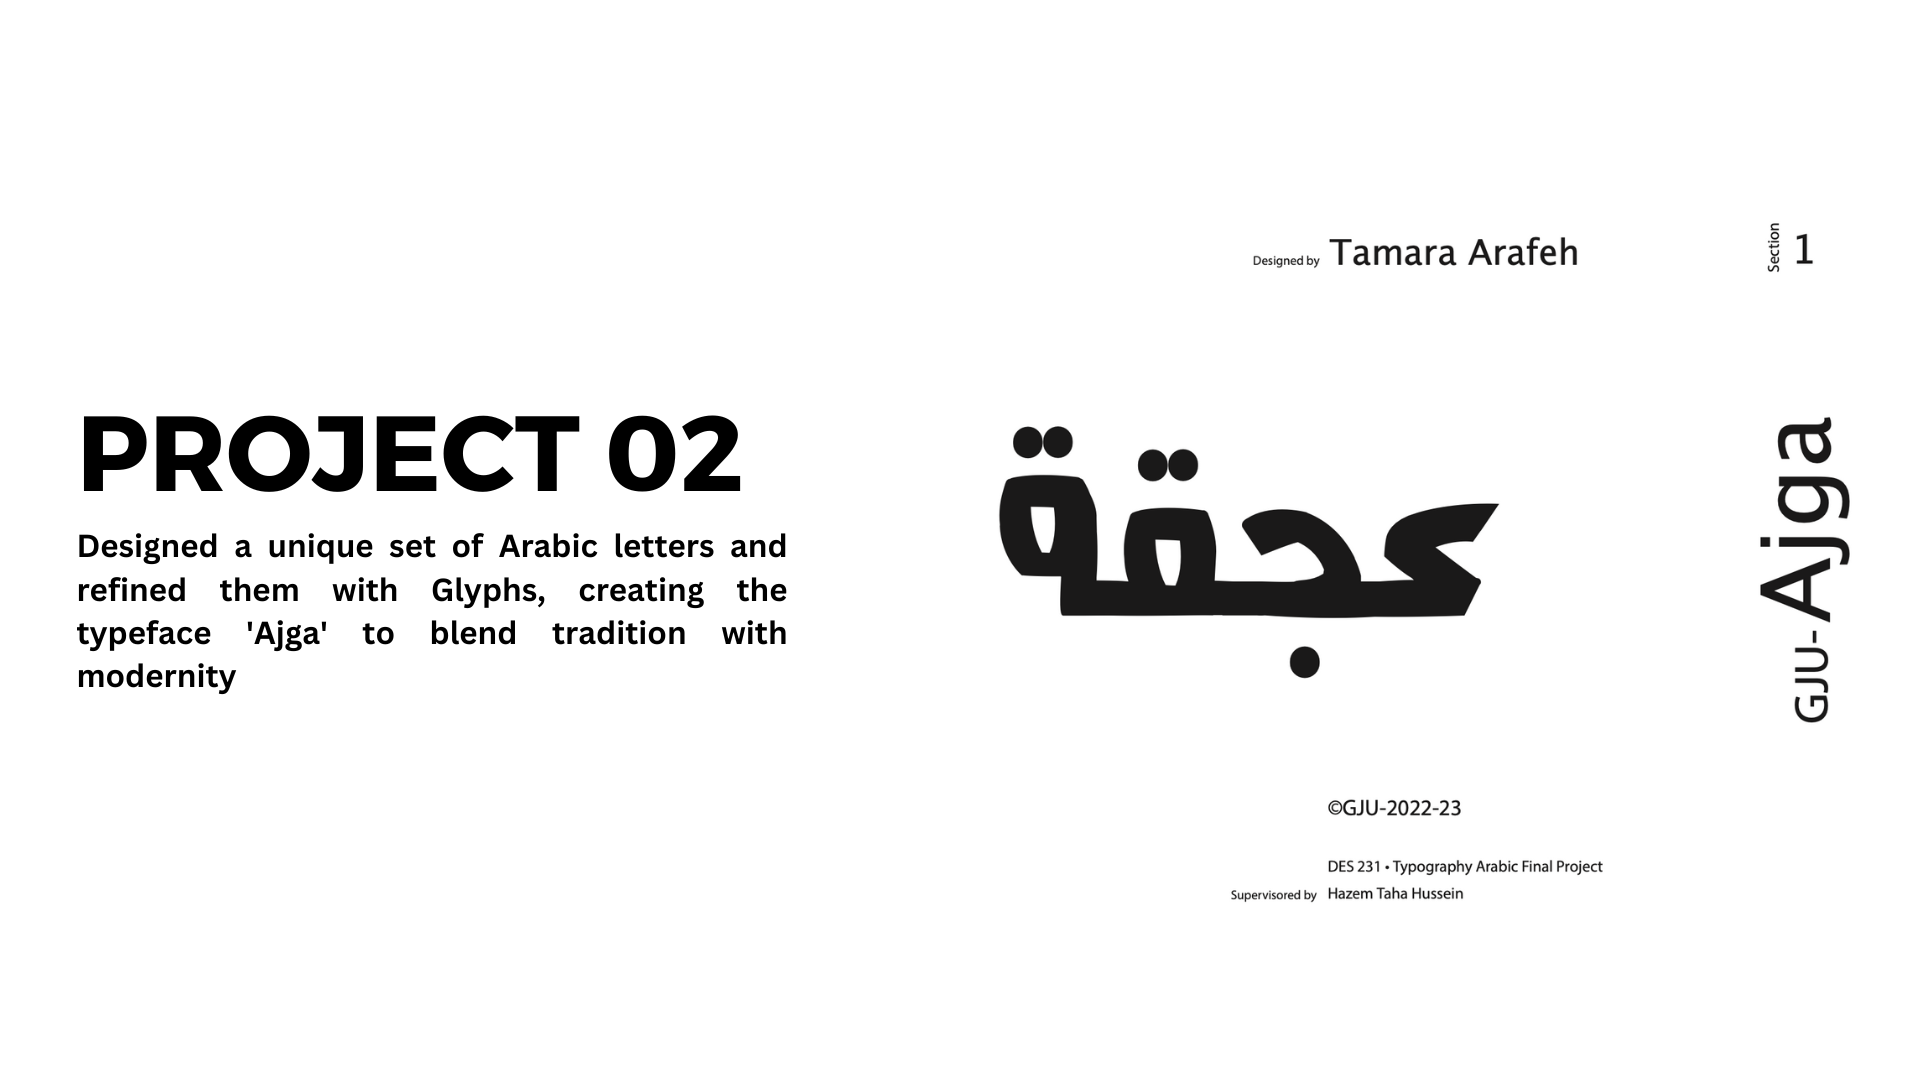 PROJECT 02
Designed a unique set of Arabic letters and
refined them with Glyphs, creating the
typeface 'Ajga' to blend tradition with
modernity
Designed by Tamara Arafeh
Section 1
عجقة
GJU-Ajga
©GJU-2022-23
DES 231 • Typography Arabic Final Project
Supervisored by Hazem Taha Hussein